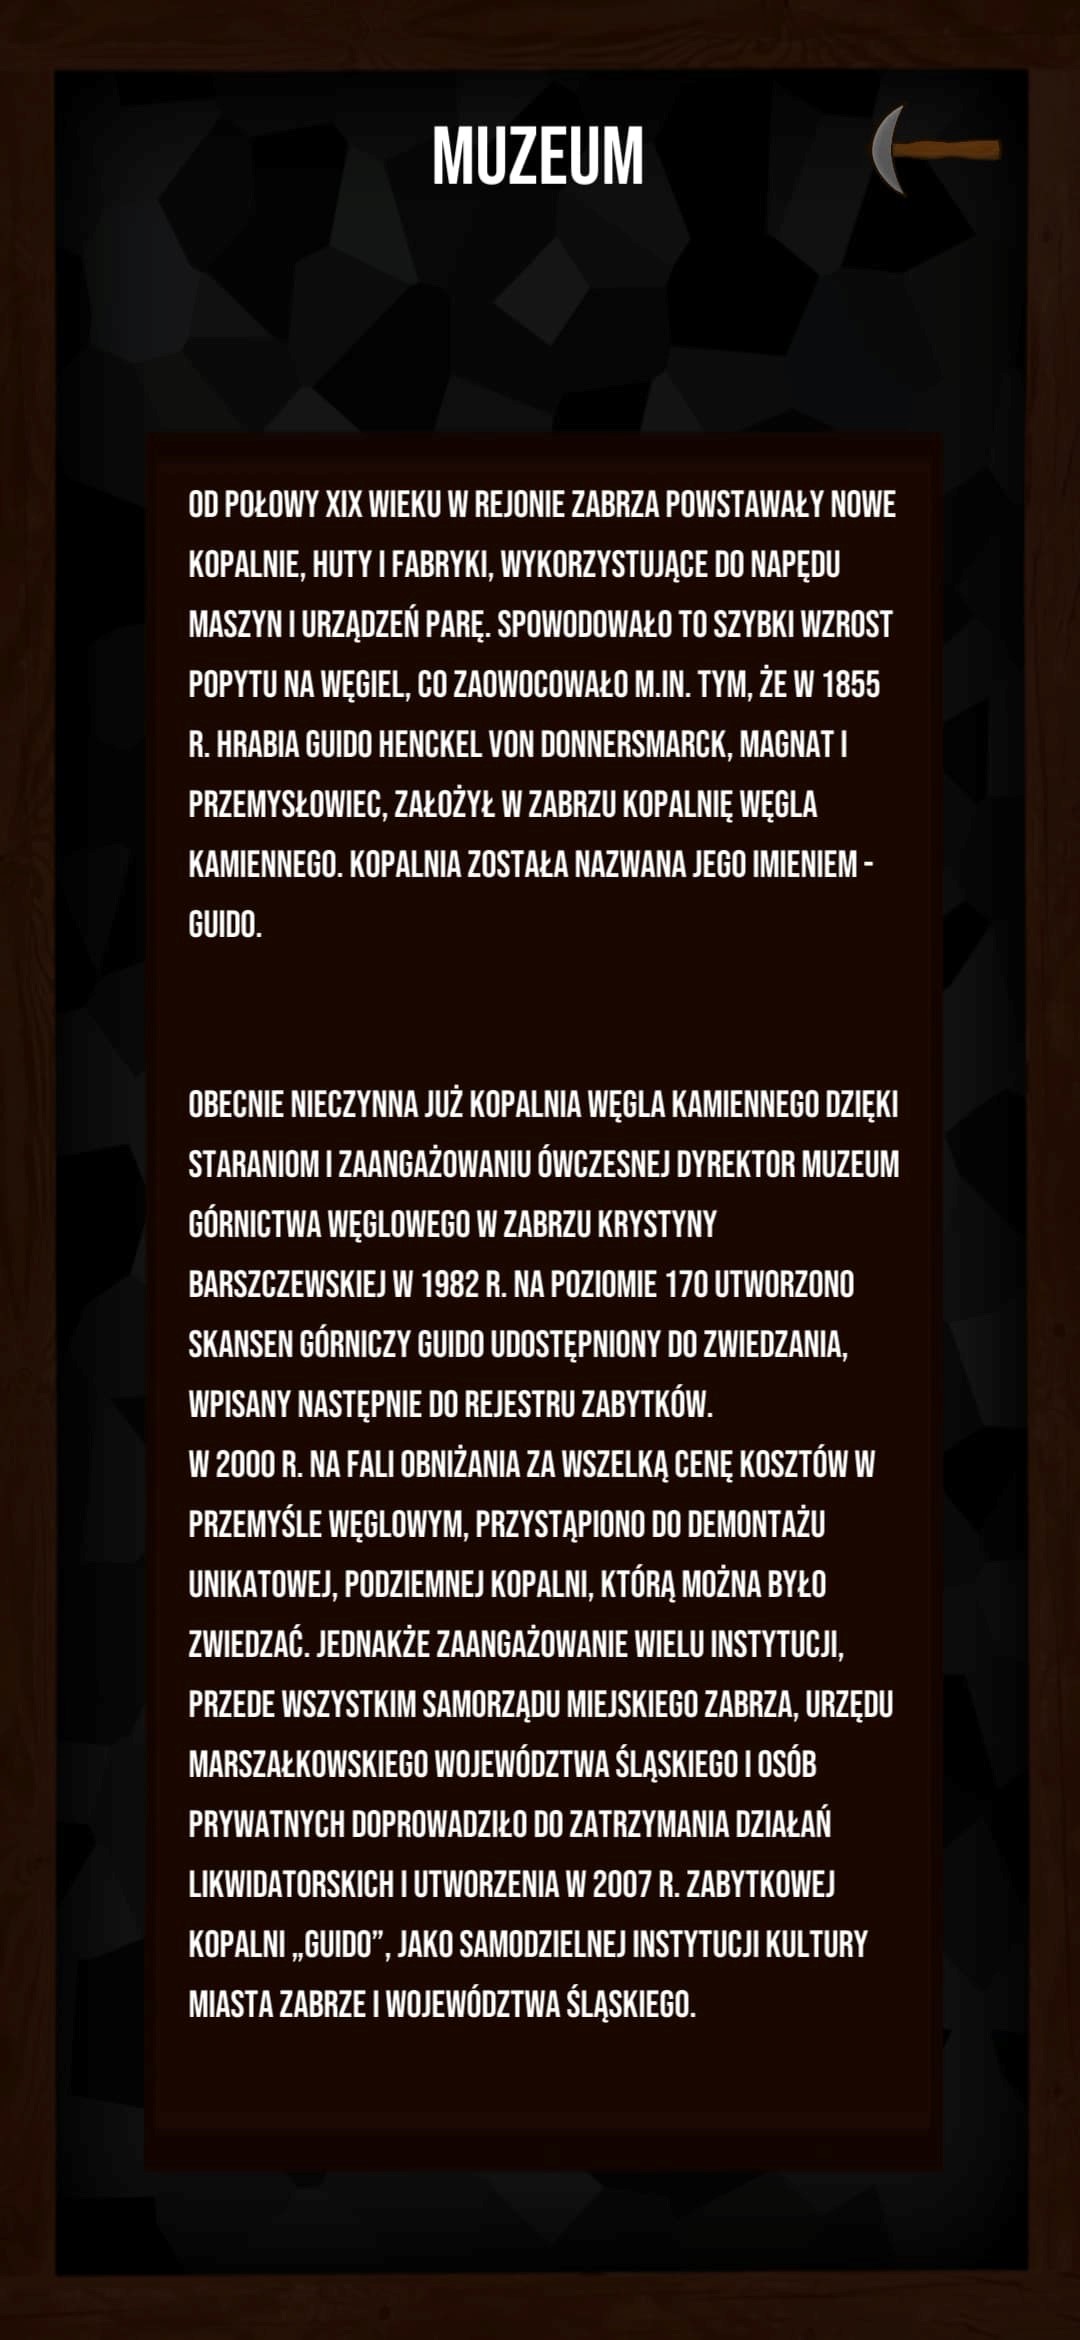 MUZEUM
OD POŁOWY XIX WIEKU W REJONIE ZABRZA POWSTAWAŁY NOWE
KOPALNIE, HUTY I FABRYKI, WYKORZYSTUJĄCE DO NAPĘDU
MASZYN I URZĄDZEŃ PARĘ. SPOWODOWAŁO TO SZYBKI WZROST
POPYTU NA WĘGIEL, CO ZAOWOCOWAŁO M.IN. TYM, ŻE W 1855
R. HRABIA GUIDO HENCKEL VON DONNERSMARCK, MAGNAT I
PRZEMYSŁOWIEC, ZAŁOŻYŁ W ZABRZU KOPALNIĘ WĘGLA
KAMIENNEGO. KOPALNIA ZOSTAŁA NAZWANA JEGO IMIENIEM -
GUIDO.
OBECNIE NIECZYNNA JUŻ KOPALNIA WĘGLA KAMIENNEGO DZIĘKI
STARANIOM I ZAANGAŻOWANIU ÓWCZESNEJ DYREKTOR MUZEUM
GÓRNICTWA WĘGLOWEGO W ZABRZU KRYSTYNY
BARSZCZEWSKIEJ W 1982 R. NA POZIOMIE 170 UTWORZONO
SKANSEN GÓRNICZY GUIDO UDOSTĘPNIONY DO ZWIEDZANIA,
WPISANY NASTĘPNIE DO REJESTRU ZABYTKÓW.
W 2000 R. NA FALI OBNIŻANIA ZA WSZELKĄ CENĘ KOSZTÓW W
PRZEMYŚLE WĘGLOWYM, PRZYSTĄPIONO DO DEMONTAŻU
UNIKATOWEJ, PODZIEMNEJ KOPALNI, KTÓRĄ MOŻNA BYŁO
ZWIEDZAĆ. JEDNAKŻE ZAANGAŻOWANIE WIELU INSTYTUCJI,
PRZEDE WSZYSTKIM SAMORZĄDU MIEJSKIEGO ZABRZA, URZĘDU
MARSZAŁKOWSKIEGO WOJEWÓDZTWA ŚLĄSKIEGO I OSÓB
PRYWATNYCH DOPROWADZIŁO DO ZATRZYMANIA DZIAŁAŃ
LIKWIDATORSKICH I UTWORZENIA W 2007 R. ZABYTKOWEJ
KOPALNI „GUIDO”, JAKO SAMODZIELNEJ INSTYTUCJI KULTURY
MIASTA ZABRZE I WOJEWÓDZTWA ŚLĄSKIEGO.